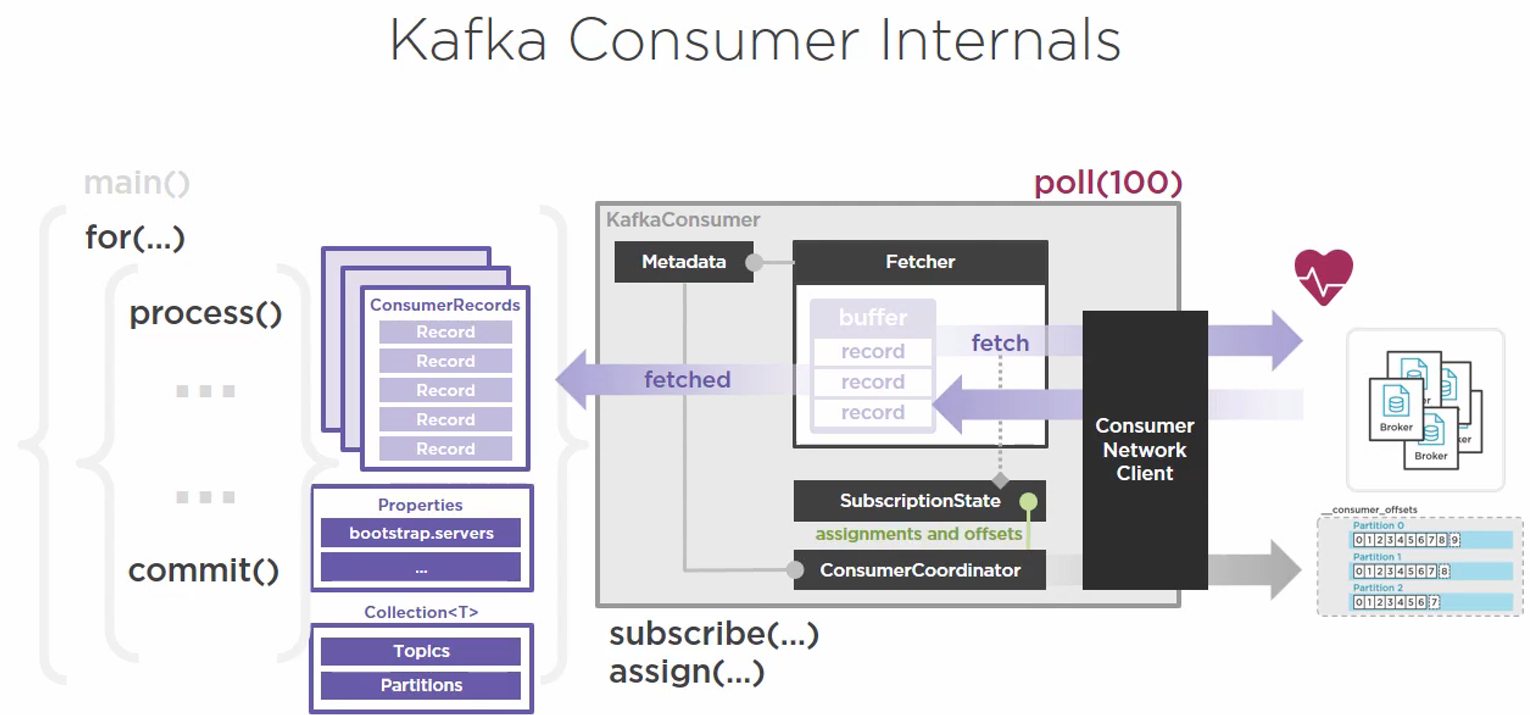 Kafka Consumer Internals
main()
for(...)
process()
...
...
commit()
ConsumerRecords
Record
Record
Record
Record
Record
Properties
bootstrap.servers
...
Collection<T>
Topics
Partitions
poll(100)
KafkaConsumer
Metadata
Fetcher
buffer
record
record
record
fetch
fetched
SubscriptionState
assignments and offsets
ConsumerCoordinator
Consumer
Network
Client
subscribe(...)
assign(...)
Broker
Broker
__consumer_offsets
Partition 0
0 1 2 3 4 5 6 7 8 9
Partition 1
0 1 2 3 4 5 6 7 8
Partition 2
0 1 2 3 4 5 6 7